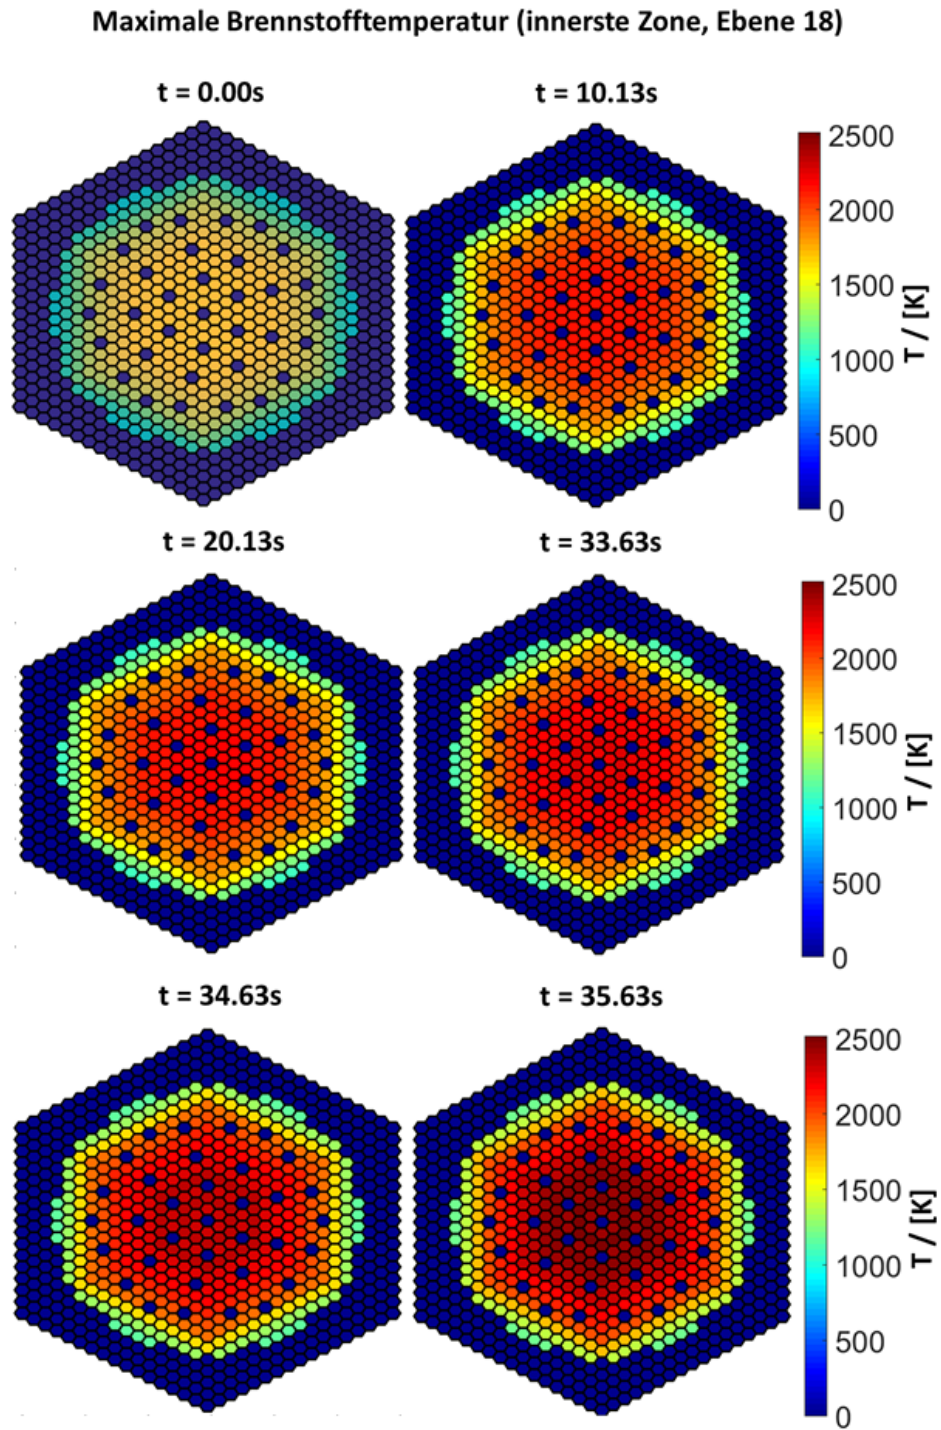 Maximale Brennstofftemperatur (innerste Zone, Ebene 18)
t = 0.00s
t = 10.13s
2500
2000
1500
1000
500
0
T / [K]
t = 20.13s
t = 33.63s
2500
2000
1500
1000
500
0
T / [K]
t = 34.63s
t = 35.63s
2500
2000
1500
1000
500
0
T / [K]